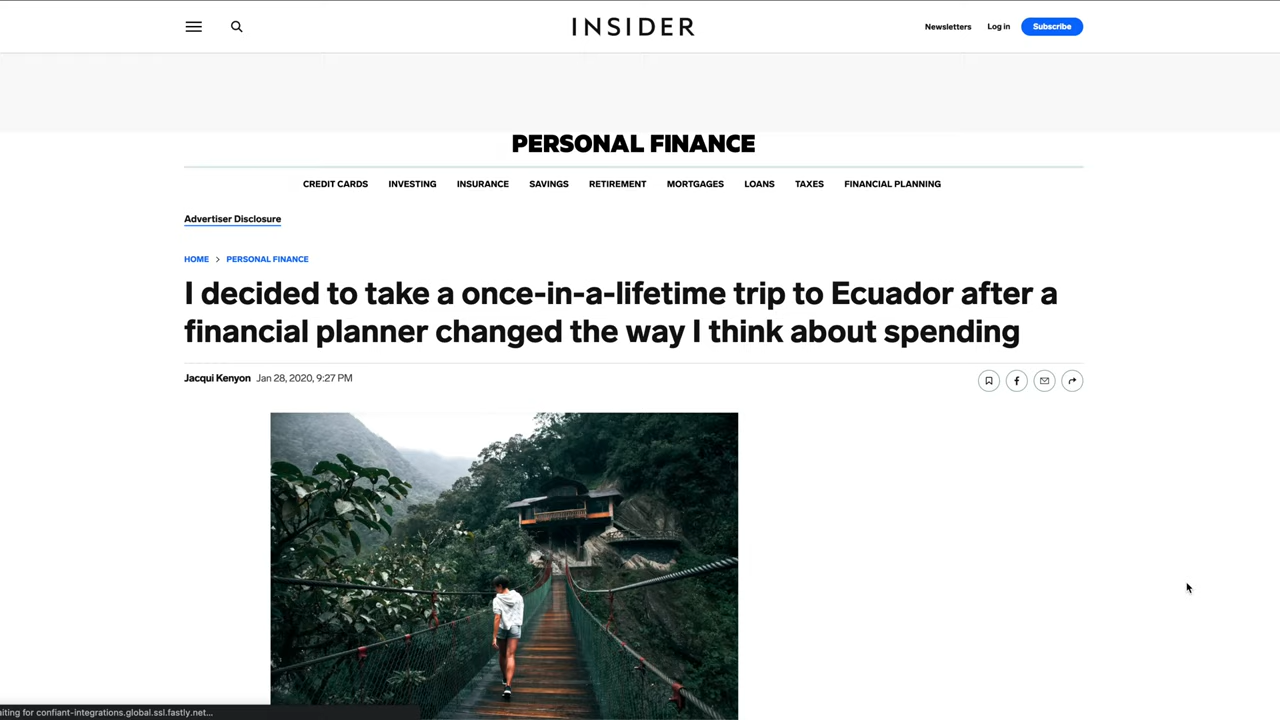 INSIDER
Newsletters Log in Subscribe
PERSONAL FINANCE
CREDIT CARDS INVESTING INSURANCE SAVINGS RETIREMENT MORTGAGES LOANS TAXES FINANCIAL PLANNING
Advertiser Disclosure
HOME > PERSONAL FINANCE
I decided to take a once-in-a-lifetime trip to Ecuador after a
financial planner changed the way I think about spending
Jacqui Kenyon Jan 28, 2020, 9:27 PM
aiting for confiant-integrations.global.ssl.fastly.net...